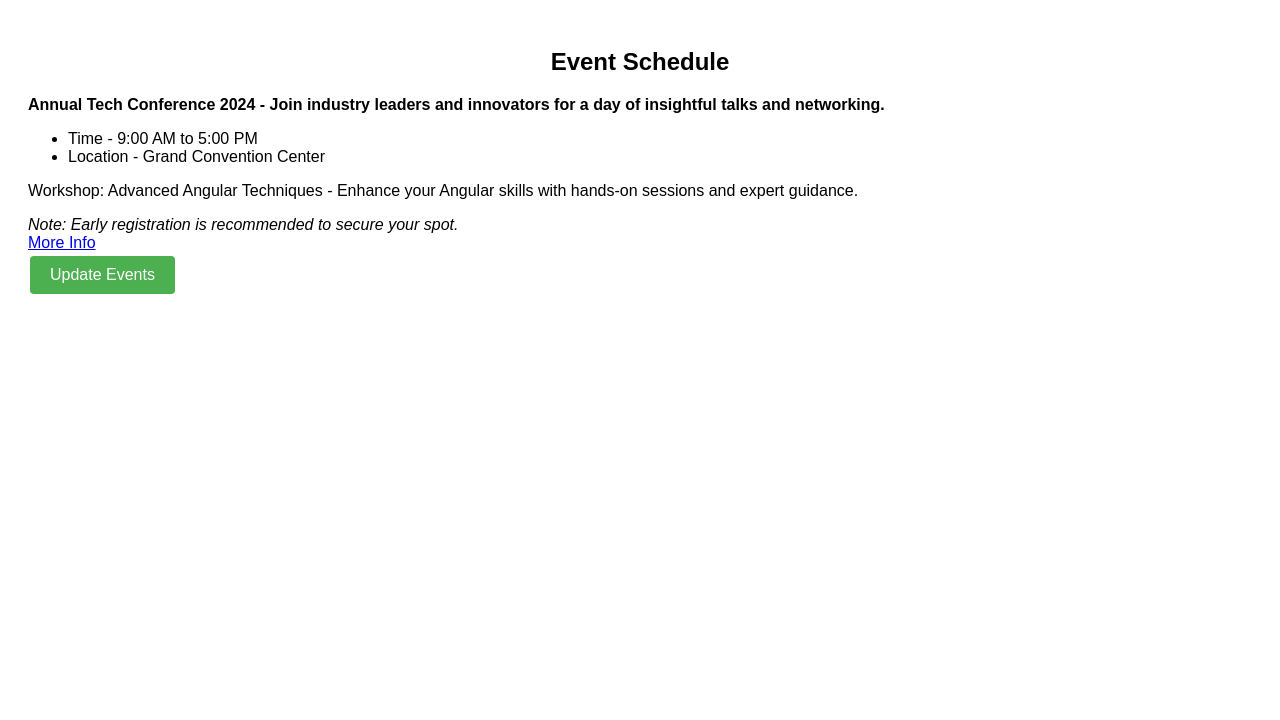 Event Schedule
Annual Tech Conference 2024 - Join industry leaders and innovators for a day of insightful talks and networking.
Time - 9:00 AM to 5:00 PM
Location - Grand Convention Center
Workshop: Advanced Angular Techniques - Enhance your Angular skills with hands-on sessions and expert guidance.
Note: Early registration is recommended to secure your spot.
More Info
Update Events